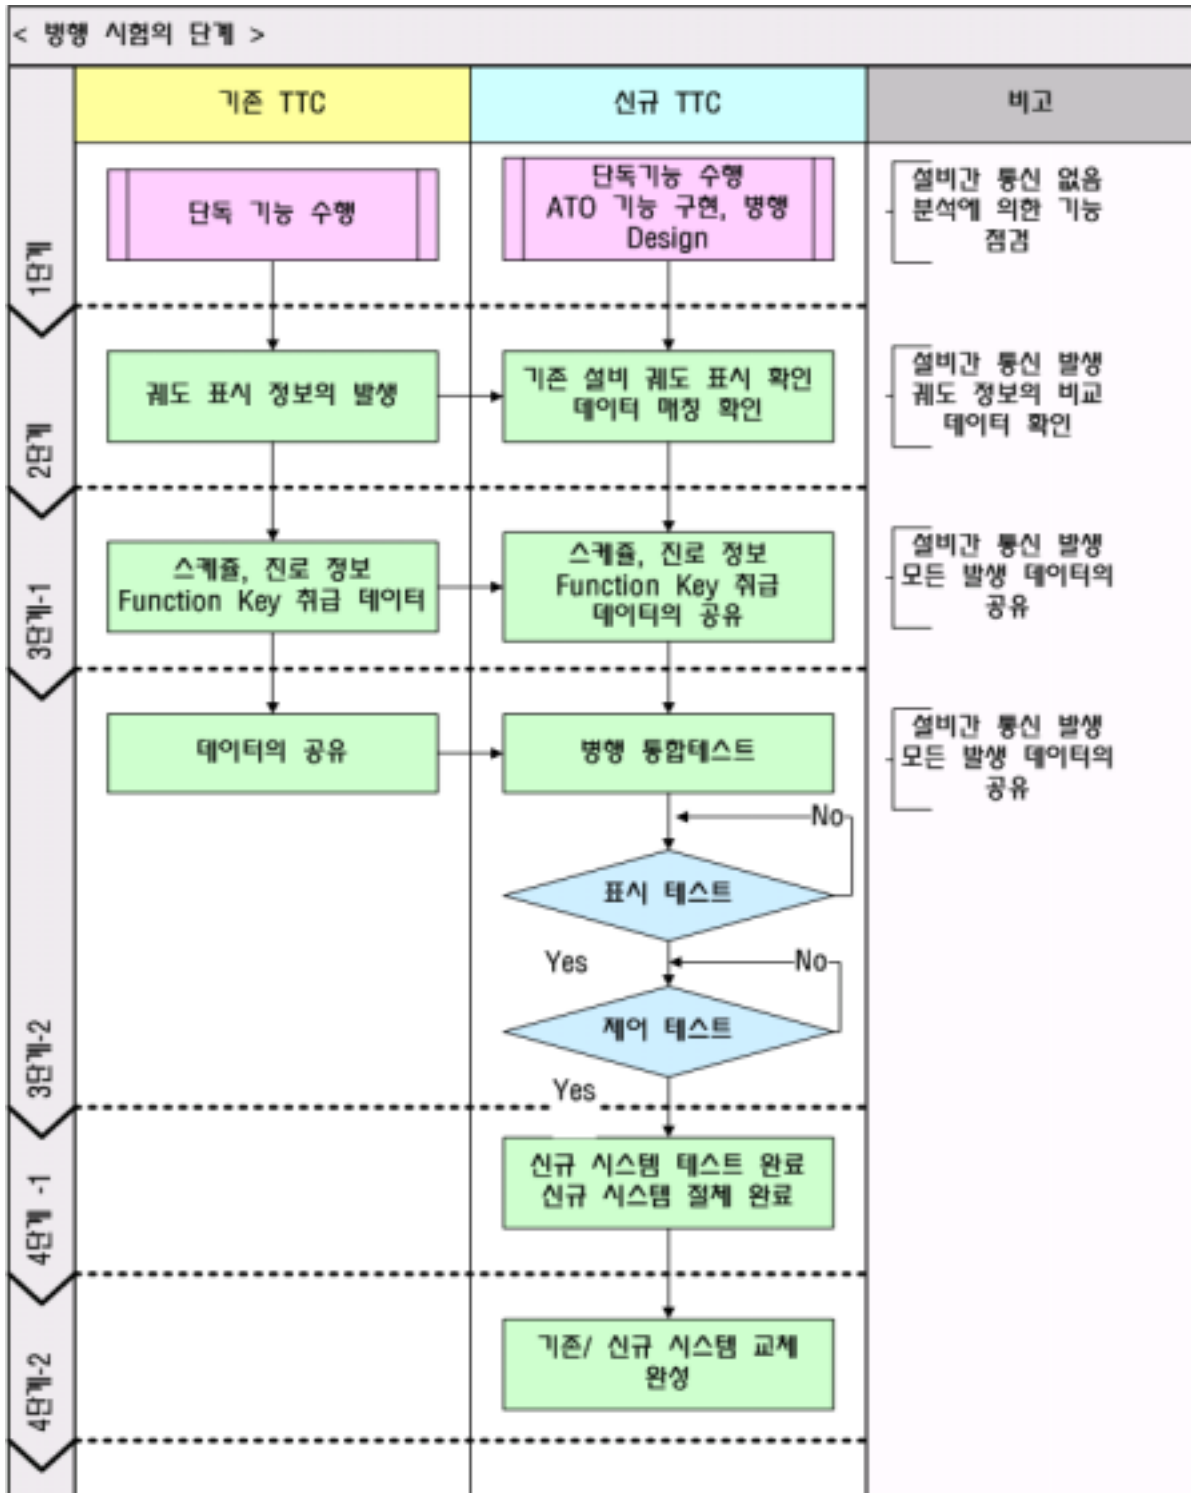 < 병행 시험의 단계 >
기존 TTC
신규 TTC
비고
1단계
단독 기능 수행
단독기능 수행
ATO 기능 구현, 병행
Design
설비간 통신 없음
분석에 의한 기능
점검
2단계
궤도 표시 정보의 발생
기존 설비 궤도 표시 확인
데이터 매칭 확인
설비간 통신 발생
궤도 정보의 비교
데이터 확인
3단계-1
스케쥴, 진로 정보
Function Key 취급 데이터
스케쥴, 진로 정보
Function Key 취급
데이터의 공유
설비간 통신 발생
모든 발생 데이터의
공유
3단계-2
데이터의 공유
병행 통합테스트
설비간 통신 발생
모든 발생 데이터의
공유
No
표시 테스트
Yes
No
제어 테스트
Yes
4단계 -1
신규 시스템 테스트 완료
신규 시스템 절체 완료
4단계-2
기존/ 신규 시스템 교체
완성